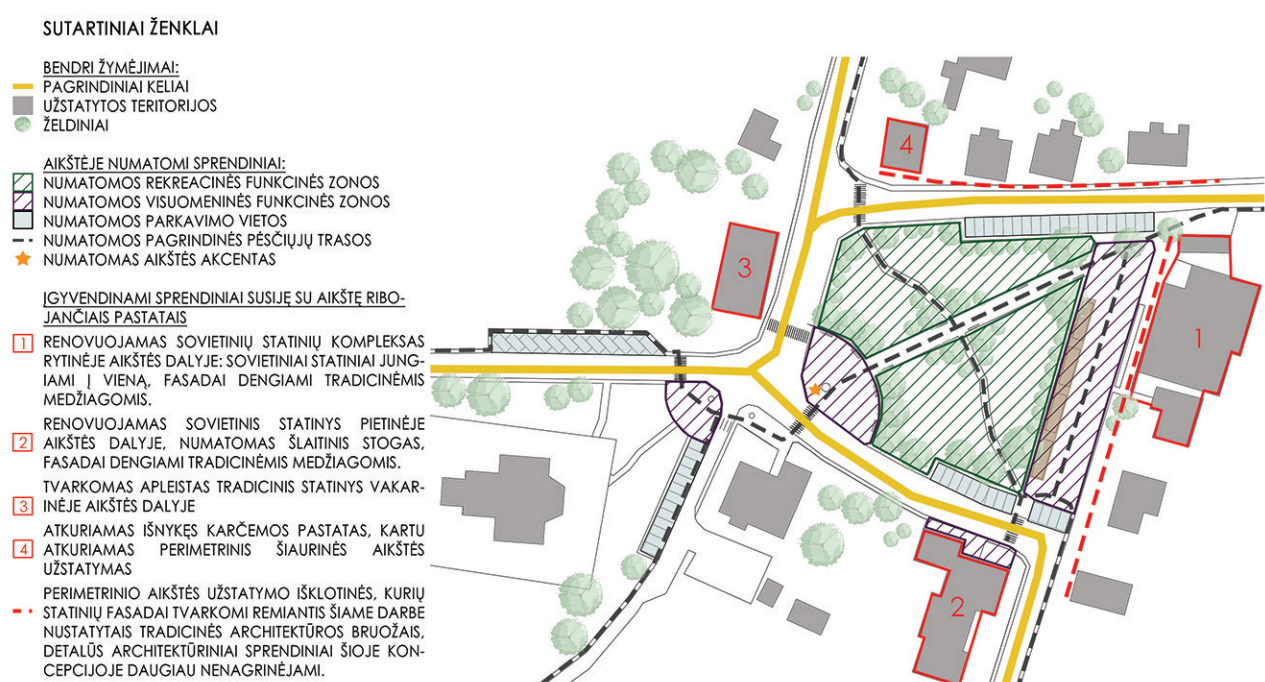 SUTARTINIAI ŽENKLAI
BENDRI ŽYMĖJIMAI:
PAGRINDINIAI KELIAI
UŽSTATYTOS TERITORIJOS
ŽELDINIAI
AIKŠTĖJE NUMATOMI SPRENDINIAI:
NUMATOMOS REKREACINĖS FUNKCINĖS ZONOS
NUMATOMOS VISUOMENINĖS FUNKCINĖS ZONOS
NUMATOMOS PARKAVIMO VIETOS
NUMATOMOS PAGRINDINĖS PĖSČIŲJŲ TRASOS
NUMATOMAS AIKŠTĖS AKCENTAS
ĮGYVENDINAMI SPRENDINIAI SUSIJĘ SU AIKŠTĘ RIBO-
JANČIAIS PASTATAIS
1 RENOVUOJAMAS SOVIETINIŲ STATINIŲ KOMPLEKSAS
RYTINĖJE AIKŠTĖS DALYJE: SOVIETINIAI STATINIAI JUNG-
IAMI Į VIENĄ, FASADAI DENGIAMI TRADICINĖMIS
MEDŽIAGOMIS.
RENOVUOJAMAS SOVIETINIS STATINYS PIETINĖJE
2 AIKŠTĖS DALYJE, NUMATOMAS ŠLAITINIS STOGAS,
FASADAI DENGIAMI TRADICINĖMIS MEDŽIAGOMIS.
TVARKOMAS APLEISTAS TRADICINIS STATINYS VAKAR-
3 INĖJE AIKŠTĖS DALYJE
ATKURIAMAS IŠNYKĘS KARČEMOS PASTATAS, KARTU
4 ATKURIAMAS PERIMETRINIS ŠIAURINĖS AIKŠTĖS
UŽSTATYMAS
PERIMETRINIO AIKŠTĖS UŽSTATYMO IŠKLOTINĖS, KURIŲ
STATINIŲ FASADAI TVARKOMI REMIANTIS ŠIAME DARBE
NUSTATYTAIS TRADICINĖS ARCHITEKTŪROS BRUOŽAIS,
DETALŪS ARCHITEKTŪRINIAI SPRENDINIAI ŠIOJE KON-
CEPCIJOJE DAUGIAU NENAGRINĖJAMI.
4
3
1
2